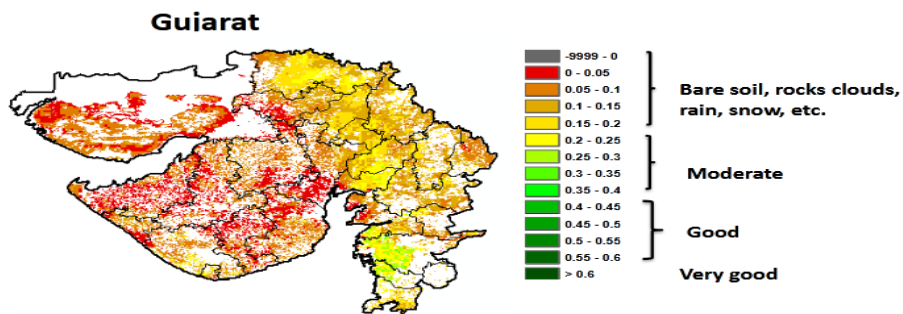 Gujarat
-9999 - 0
0 - 0.05
0.05 - 0.1
0.1 - 0.15
0.15 - 0.2
0.2 - 0.25
0.25 - 0.3
0.3 - 0.35
0.35 - 0.4
0.4 - 0.45
0.45 - 0.5
0.5 - 0.55
0.55 - 0.6
> 0.6
Bare soil, rocks clouds,
rain, snow, etc.
Moderate
Good
Very good